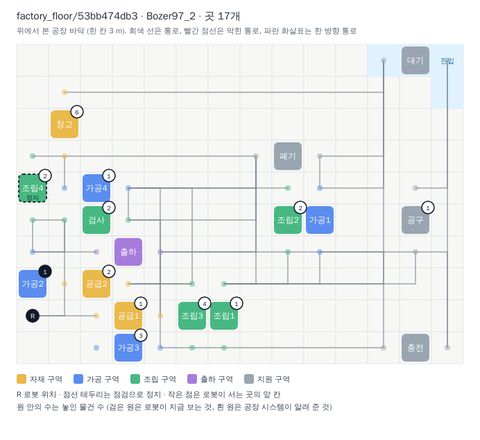 factory_floor/53bb474db3 · Bozer97_2 · 곳 17개
위에서 본 공장 바닥 (한 칸 3 m). 회색 선은 통로, 빨간 점선은 막힌 통로, 파란 화살표는 한 방향 통로
대기
진입
6
창고
폐기
2
조립4
정지
1
가공4
2
검사
2
조립2
가공1
1
공구
출하
1
가공2
2
공급2
R
1
공급1
4
조립3
1
조립1
3
가공3
충전
자재 구역
가공 구역
조립 구역
출하 구역
지원 구역
R 로봇 위치 · 점선 테두리는 점검으로 정지 · 작은 점은 로봇이 서는 곳의 앞 칸
원 안의 수는 놓인 물건 수 (검은 원은 로봇이 지금 보는 것, 흰 원은 공장 시스템이 알려 준 것)